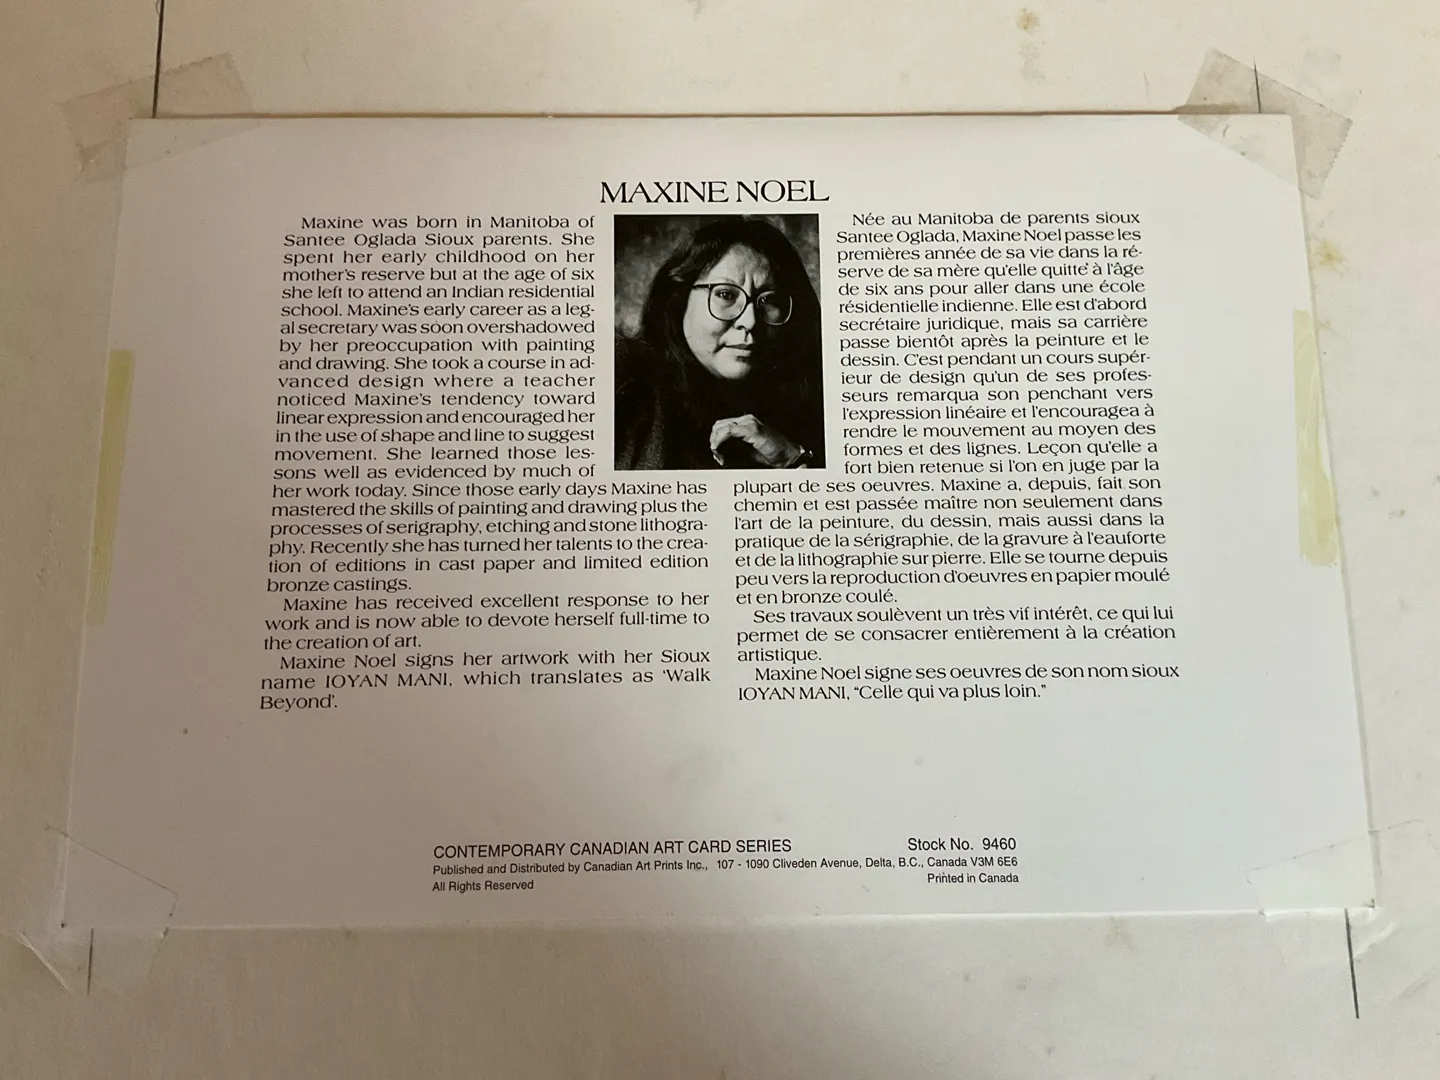 MAXINE NOEL
Maxine was born in Manitoba of
Santee Oglada Sioux parents. She
spent her early childhood on her
mother's reserve but at the age of six
she left to attend an Indian residential
school. Maxine's early career as a leg-
al secretary was soon overshadowed
by her preoccupation with painting
and drawing. She took a course in ad-
vanced design where a teacher
noticed Maxine's tendency toward
linear expression and encouraged her
in the use of shape and line to suggest
movement. She learned those les-
sons well as evidenced by much of
her work today. Since those early days Maxine has
mastered the skills of painting and drawing plus the
processes of serigraphy, etching and stone lithogra-
phy. Recently she has turned her talents to the crea-
tion of editions in cast paper and limited edition
bronze castings.
Maxine has received excellent response to her
work and is now able to devote herself full-time to
the creation of art.
Maxine Noel signs her artwork with her Sioux
name IOYAN MANI, which translates as 'Walk
Beyond'.
Née au Manitoba de parents sioux
Santee Oglada, Maxine Noel passe les
premières année de sa vie dans la ré-
serve de sa mère qu'elle quitte à l'âge
de six ans pour aller dans une école
résidentielle indienne. Elle est d'abord
secrétaire juridique, mais sa carrière
passe bientôt après la peinture et le
dessin. C'est pendant un cours supér-
ieur de design qu'un de ses profes-
seurs remarqua son penchant vers
l'expression linéaire et l'encouragea à
rendre le mouvement au moyen des
formes et des lignes. Leçon qu'elle a
fort bien retenue si l'on en juge par la
plupart de ses oeuvres. Maxine a, depuis, fait son
chemin et est passée maître non seulement dans
l'art de la peinture, du dessin, mais aussi dans la
pratique de la sérigraphie, de la gravure à l'eauforte
et de la lithographie sur pierre. Elle se tourne depuis
peu vers la reproduction d'oeuvres en papier moulé
et en bronze coulé.
Ses travaux soulèvent un très vif intérêt, ce qui lui
permet de se consacrer entièrement à la création
artistique.
Maxine Noel signe ses oeuvres de son nom sioux
IOYAN MANI, "Celle qui va plus loin."
CONTEMPORARY CANADIAN ART CARD SERIES Stock No. 9460
Published and Distributed by Canadian Art Prints Inc., 107 - 1090 Cliveden Avenue, Delta, B.C., Canada V3M 6E6
All Rights Reserved Printed in Canada